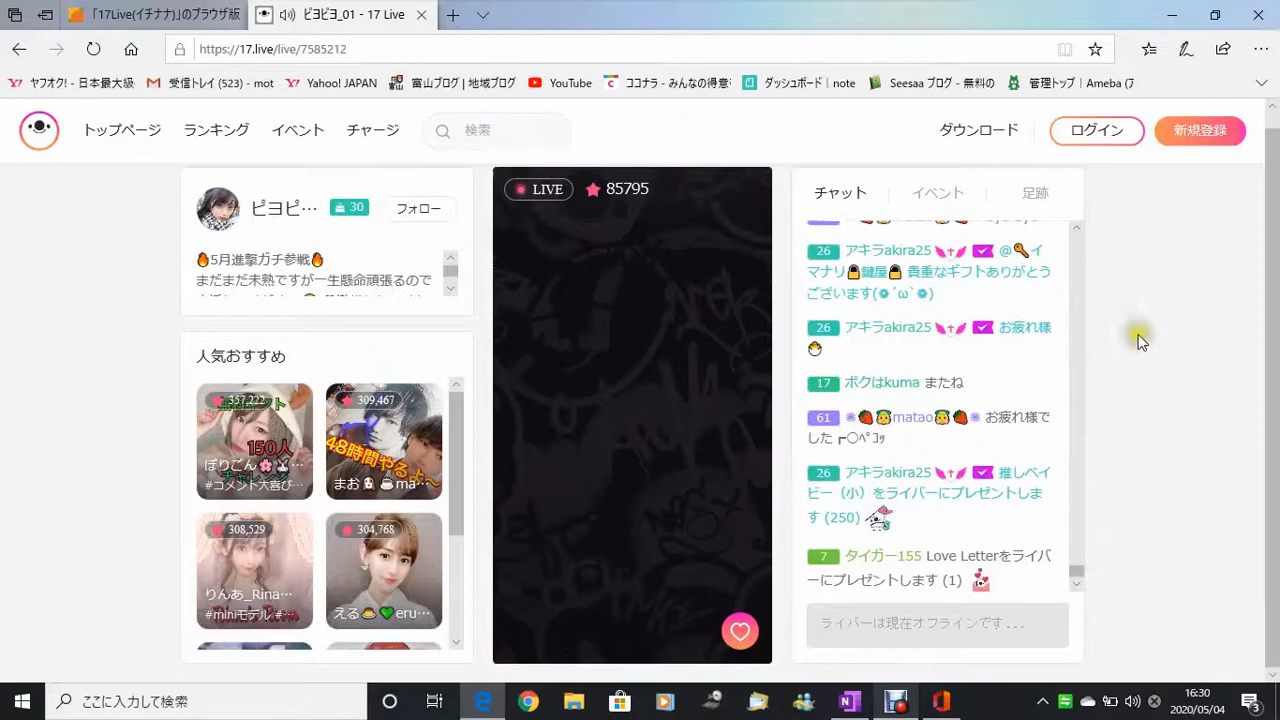 「17Live(イチナナ)」のブラウザ版
ピヨピヨ_01 - 17 Live
https://17.live/live/7585212
ヤフオク! - 日本最大級
受信トレイ (523) - mot
Yahoo! JAPAN
富山ブログ | 地域ブログ
YouTube
ココナラ - みんなの得意
ダッシュボード | note
Seesaa ブログ - 無料の
管理トップ | Ameba (ア
トップページ
ランキング
イベント
チャージ
検索
ダウンロード
ログイン
新規登録
ピヨピ… 30 フォロー
🔥5月進撃ガチ参戦🔥
まだまだ未熟ですが一生懸命頑張るので
人気おすすめ
357,222
150人
ぽりごん🌸🐰…
#コメント大喜び…
309,467
48時間やるよ~
まお…ma…
308,529
りんあ_Rina…
#miniモデル #…
304,768
える…💚eru…
LIVE 85795
チャット
イベント
足跡
26 アキラakira25 @🔑イ
マナリ鍵屋 貴重なギフトありがとう
ございます(❁´ω`❁)
26 アキラakira25 お疲れ様
🐣
17 ボクはkuma またね
61 ✺🍓matao🍓✺ お疲れ様で
した┏○ﾍﾟｺｯ
26 アキラakira25 推しベイ
ビー（小）をライバーにプレゼントしま
す (250)
7 タイガー155 Love Letterをライバ
ーにプレゼントします (1)
ライバーは現在オフラインです...
ここに入力して検索
16:30
2020/05/04
3